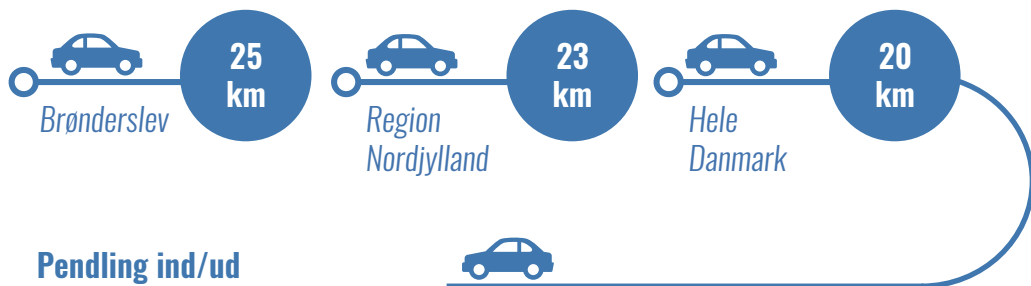 25
km
Brønderslev
23
km
Region
Nordjylland
20
km
Hele
Danmark
Pendling ind/ud